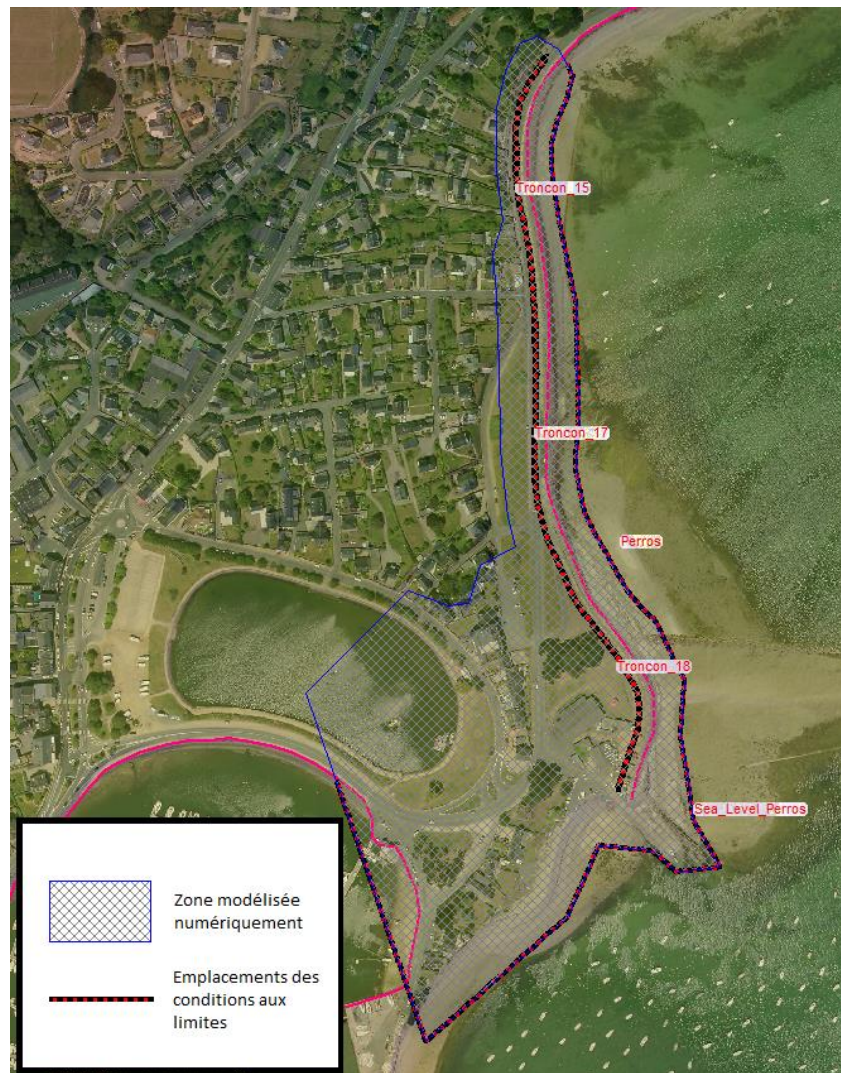 Troncon_15
Troncon_17
Perros
Troncon_18
Sea_Level_Perros
Zone modélisée
numériquement
Emplacements des
conditions aux
limites